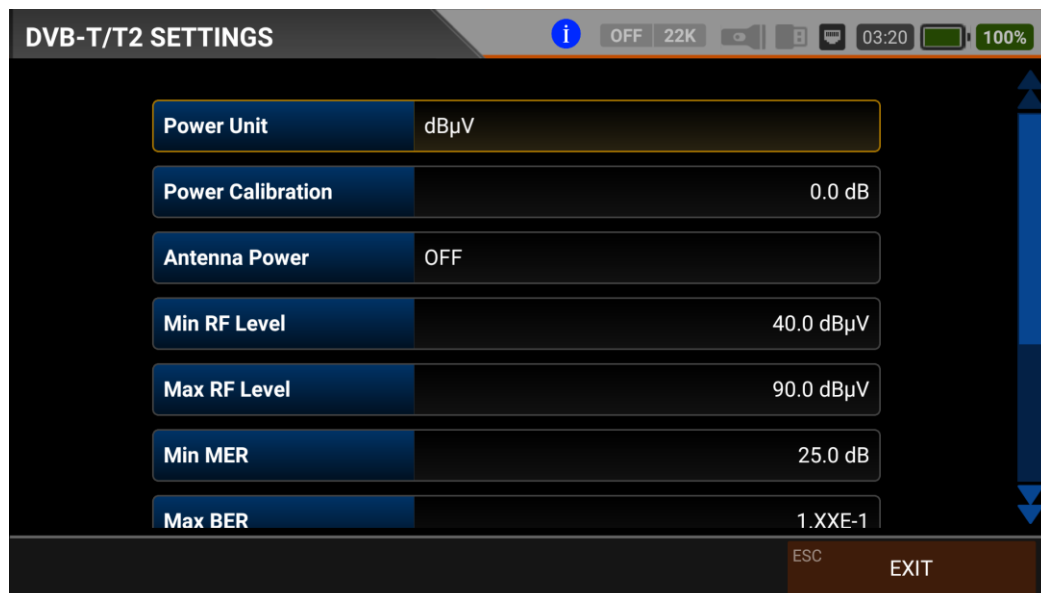 DVB-T/T2 SETTINGS
i OFF 22K 03:20 100%
Power Unit dBµV
Power Calibration 0.0 dB
Antenna Power OFF
Min RF Level 40.0 dBµV
Max RF Level 90.0 dBµV
Min MER 25.0 dB
Max BER 1.XXE-1
ESC EXIT